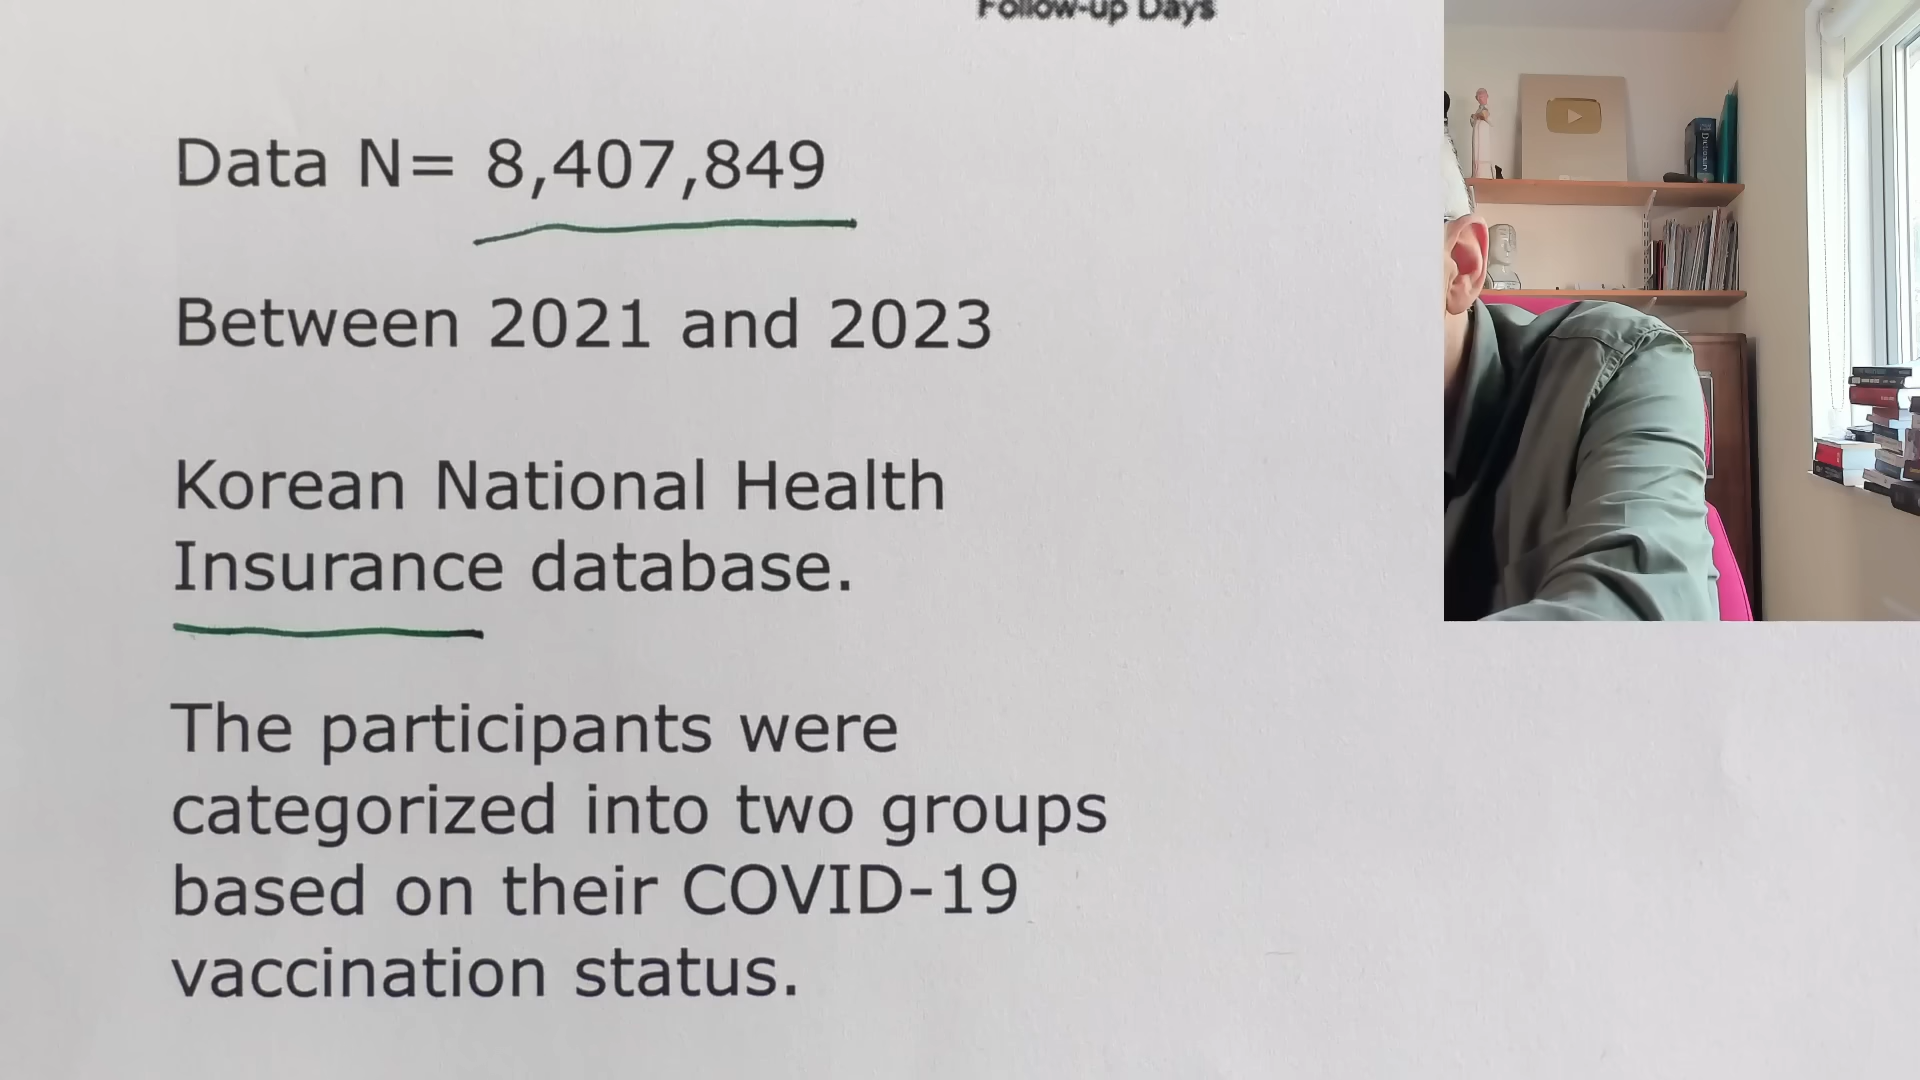 Follow-up Days
Data N= 8,407,849
Between 2021 and 2023
Korean National Health
Insurance database.
The participants were
categorized into two groups
based on their COVID-19
vaccination status.